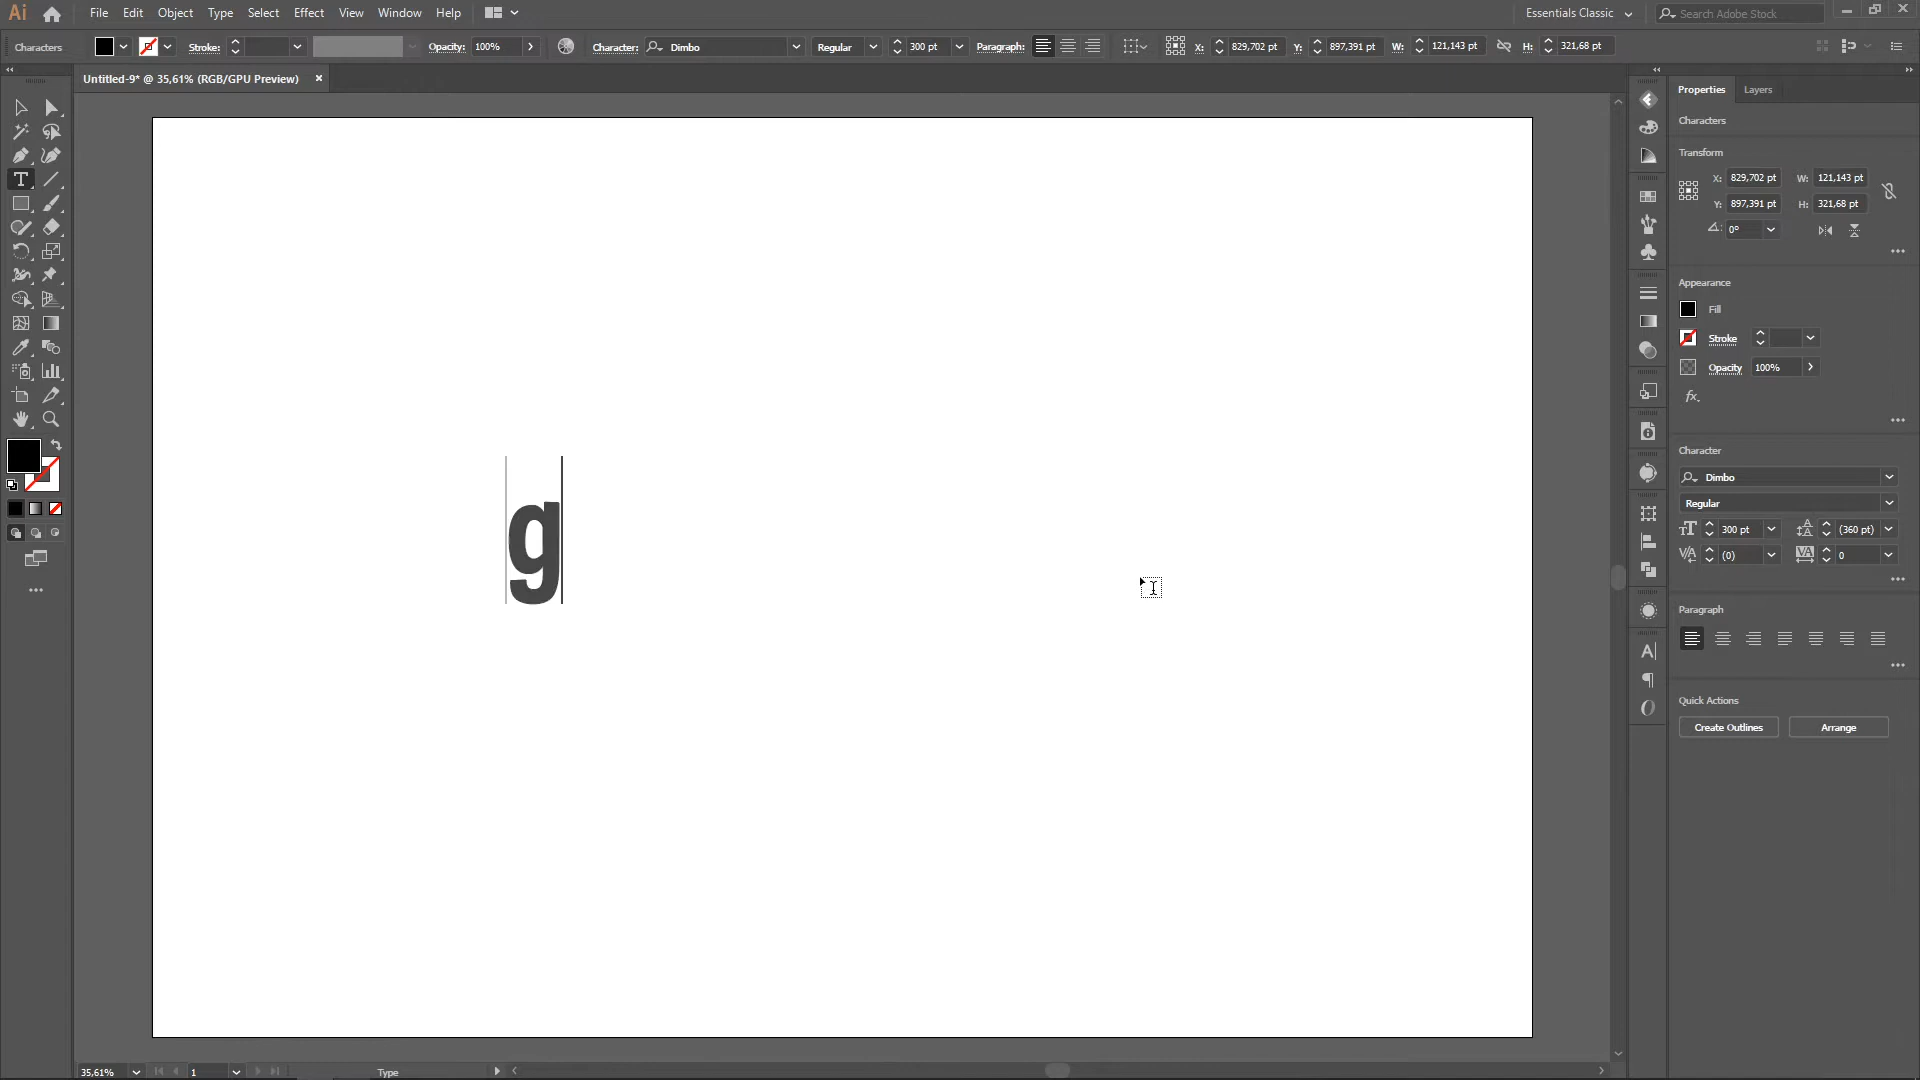 Ai File Edit Object Type Select Effect View Window Help Essentials Classic Search Adobe Stock
Characters Stroke: Opacity: 100% Character: Dimbo Regular 300 pt Paragraph: X: 829,702 pt Y: 897,391 pt W: 121,143 pt H: 321,68 pt
Untitled-9* @ 35,61% (RGB/GPU Preview)
Properties Layers
Characters
Transform
X: 829,702 pt W: 121,143 pt
Y: 897,391 pt H: 321,68 pt
0°
Appearance
Fill
Stroke
Opacity 100%
fx
Character
Dimbo
Regular
300 pt (360 pt)
(0) 0
g
Paragraph
Quick Actions
Create Outlines Arrange
35,61% 1 Type